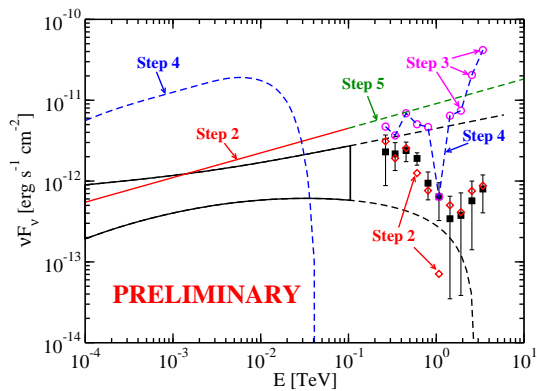 10^-10
Step 4
Step 3
10^-11
Step 5
Step 2
Step 4
10^-12
Step 2
10^-13
PRELIMINARY
10^-14
νFν [erg s^-1 cm^-2]
10^-4 10^-3 10^-2 10^-1 10^0 10^1
E [TeV]